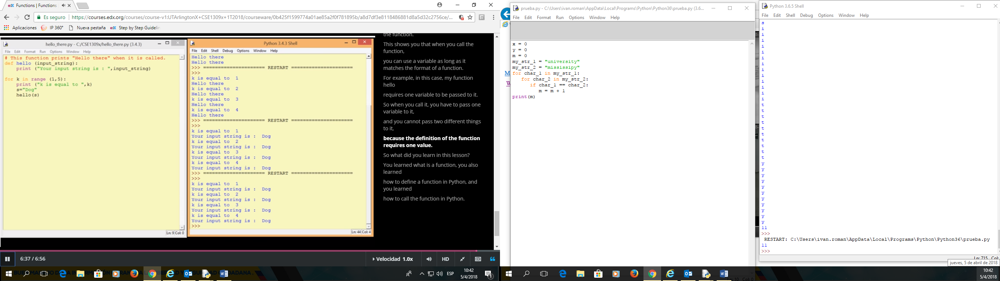 edX Functions | Functions
Es seguro
https://courses.edx.org/courses/course-v1:UTArlingtonX+CSE1309x+1T2018/courseware/0b425f1599774a01ae85a2f0f781895b/a8d7df3e8118486881d8a5d32c2756ce/...
Aplicaciones
IP 360°
Nueva pestaña
edX Step by Step Guidelin
hello_there.py - C:/CSE1309x/hello_there.py (3.4.3)
File Edit Format Run Options Window Help
# This function prints "Hello there" when it is called.
def hello (input_string):
print ("Your input string is : ",input_string)
for k in range (1,5):
print ("k is equal to ",k)
s="Dog"
hello(s)
Ln: 9 Col: 0
Python 3.4.3 Shell
File Edit Shell Debug Options Window Help
Hello there
Hello there
>>> ===================== RESTART =====================
>>>
k is equal to 1
Hello there
k is equal to 2
Hello there
k is equal to 3
Hello there
k is equal to 4
Hello there
>>> ===================== RESTART =====================
>>>
k is equal to 1
Your input string is : Dog
k is equal to 2
Your input string is : Dog
k is equal to 3
Your input string is : Dog
k is equal to 4
Your input string is : Dog
>>> ===================== RESTART =====================
>>>
k is equal to 1
Your input string is : Dog
k is equal to 2
Your input string is : Dog
k is equal to 3
Your input string is : Dog
k is equal to 4
Your input string is : Dog
>>>
Ln: 44 Col: 4
the function.
This shows you that when you call the
function,
you can use a variable as long as it
matches the format of a function.
For example, in this case, my function
hello
requires one variable to be passed to it.
So when you call it, you have to pass one
variable to it,
and you cannot pass two different things
to it,
because the definition of the function
requires one value.
So what did you learn in this lesson?
You learned what is a function, you also
learned
how to define a function in Python, and
you learned
how to call the function in Python.
6:37 / 6:56
Velocidad 1.0x
HD
ESP
10:42
5/4/2018
1
prueba.py - C:\Users\ivan.roman\AppData\Local\Programs\Python\Python36\prueba.py (3.6...
File Edit Format Run Options Window Help
x = 0
y = 0
m = 0
my_str_1 = "university"
my_str_2 = "mississipy"
for char_1 in my_str_1:
for char_2 in my_str_2:
if char_1 == char_2:
m = m + 1
print(m)
M
W
Python 3.6.5 Shell
File Edit Shell Debug Options Window Help
s
i
i
i
i
i
i
i
i
i
i
i
i
i
t
t
t
t
t
t
t
t
t
t
y
y
y
y
y
y
y
y
y
y
11
>>>
RESTART: C:\Users\ivan.roman\AppData\Local\Programs\Python\Python36\prueba.py
11
>>>
Ln: 715 Col:
jueves, 5 de abril de 2018
10:42
5/4/2018